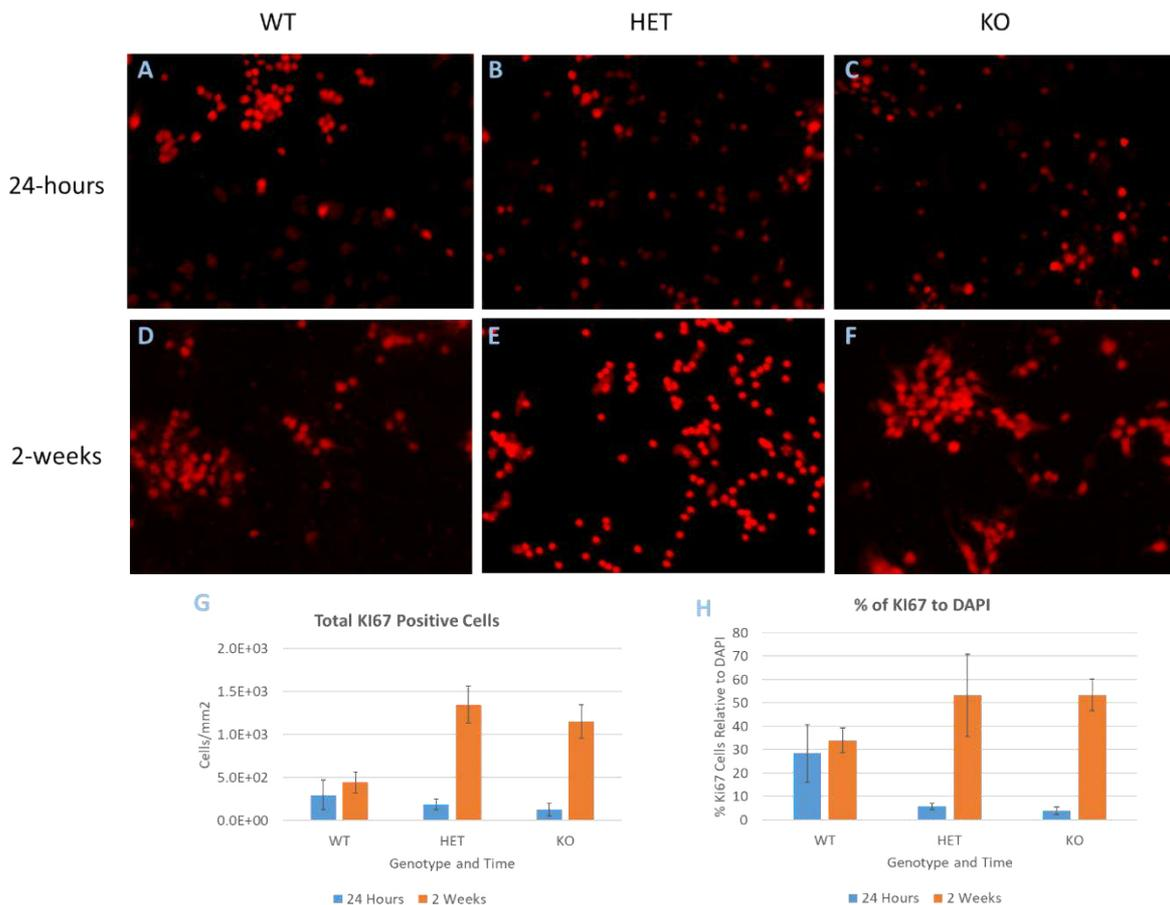 WT HET KO
A B C
24-hours
D E F
2-weeks
G
Total KI67 Positive Cells
2.0E+03
1.5E+03
1.0E+03
5.0E+02
0.0E+00
Cells/mm2
WT HET KO
Genotype and Time
24 Hours 2 Weeks
H
% of KI67 to DAPI
80
70
60
50
40
30
20
10
0
% Ki67 Cells Relative to DAPI
WT HET KO
Genotype and Time
24 Hours 2 Weeks